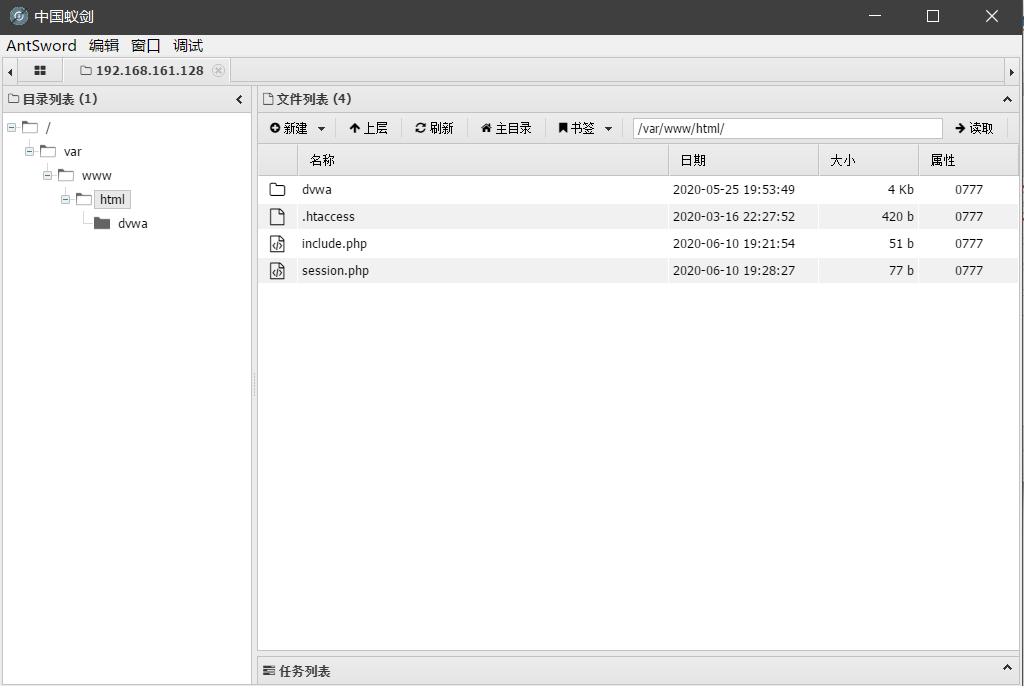 中国蚁剑
AntSword 编辑 窗口 调试
192.168.161.128
目录列表 (1)
/
var
www
html
dvwa
文件列表 (4)
新建 上层 刷新 主目录 书签 /var/www/html/ 读取
名称 日期 大小 属性
dvwa 2020-05-25 19:53:49 4 Kb 0777
.htaccess 2020-03-16 22:27:52 420 b 0777
include.php 2020-06-10 19:21:54 51 b 0777
session.php 2020-06-10 19:28:27 77 b 0777
任务列表